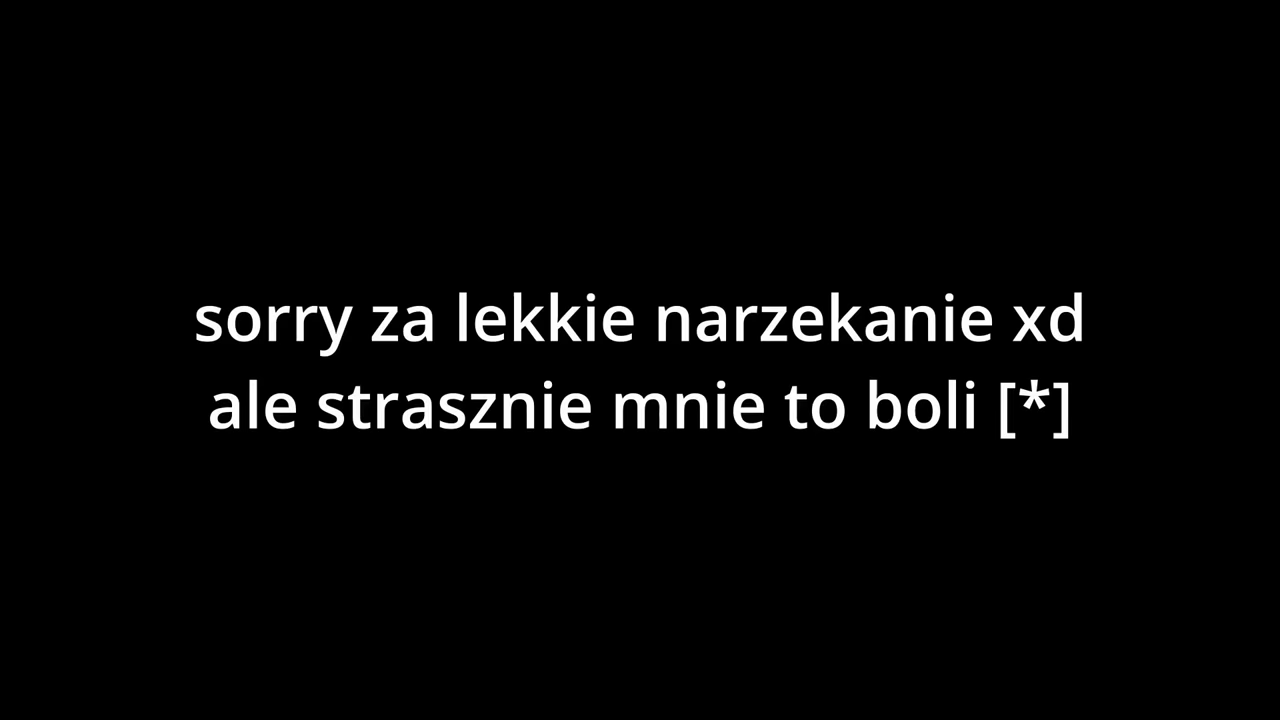 sorry za lekkie narzekanie xd
ale strasznie mnie to boli [*]